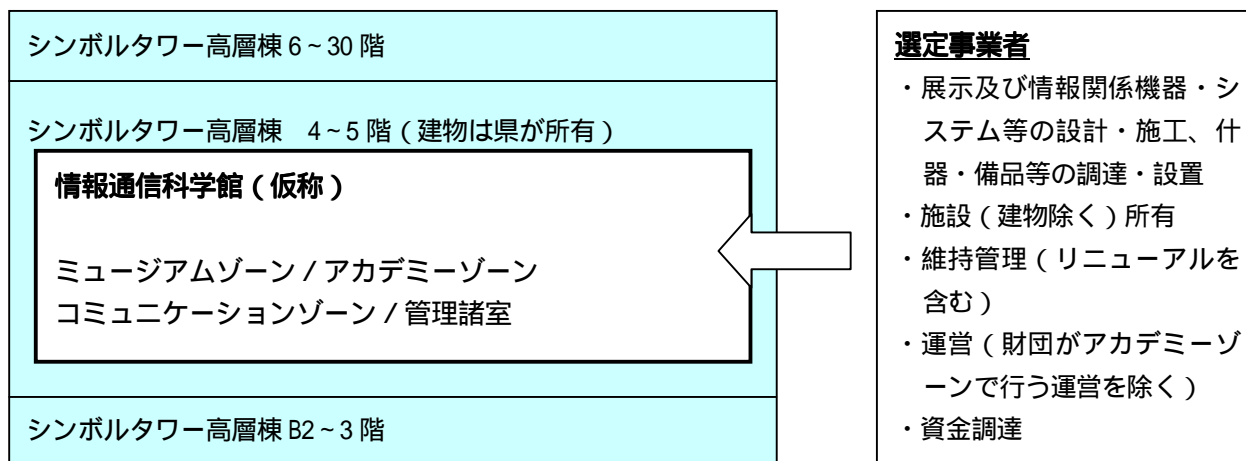 シンボルタワー高層棟 6~30 階
シンボルタワー高層棟 4~5 階(建物は県が所有)
情報通信科学館(仮称)
ミュージアムゾーン/アカデミーゾーン
コミュニケーションゾーン/管理諸室
シンボルタワー高層棟 B2~3 階
選定事業者
・展示及び情報関係機器・シ
ステム等の設計・施工、什
器・備品等の調達・設置
・施設(建物除く)所有
・維持管理(リニューアルを
含む)
・運営(財団がアカデミーゾ
ーンで行う運営を除く)
・資金調達